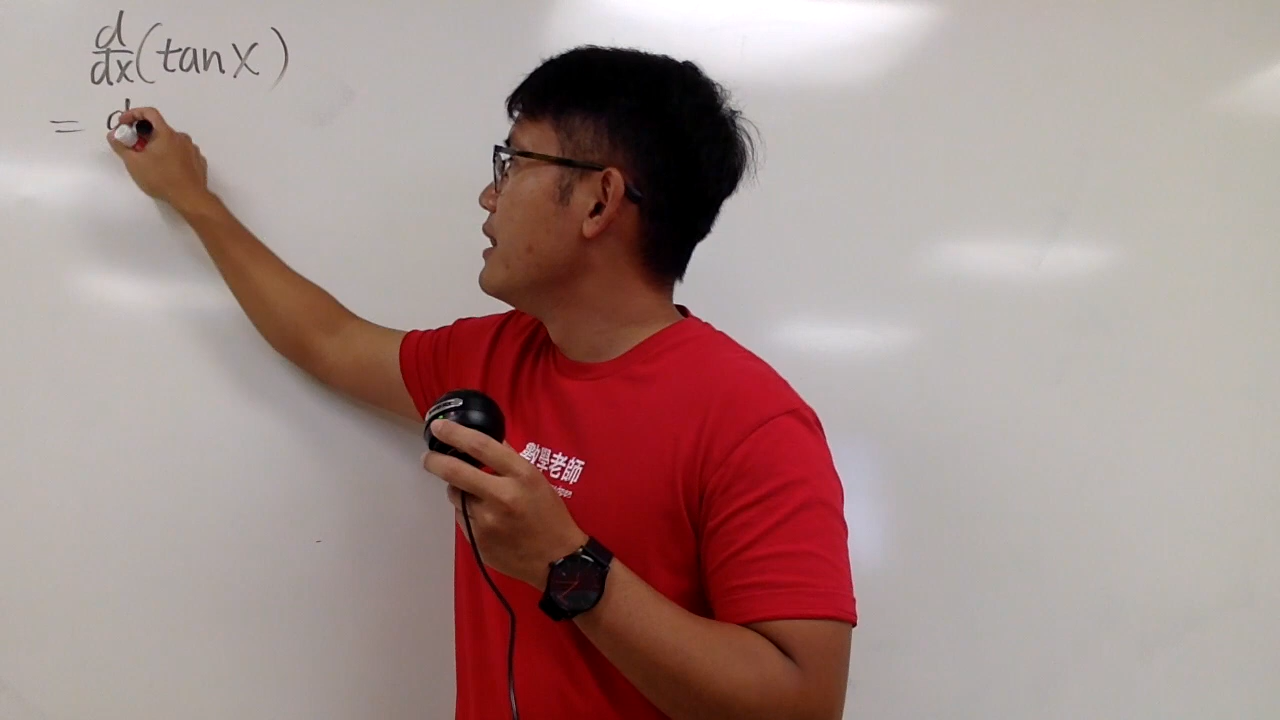 d/dx (tan x)
= d
數學老師